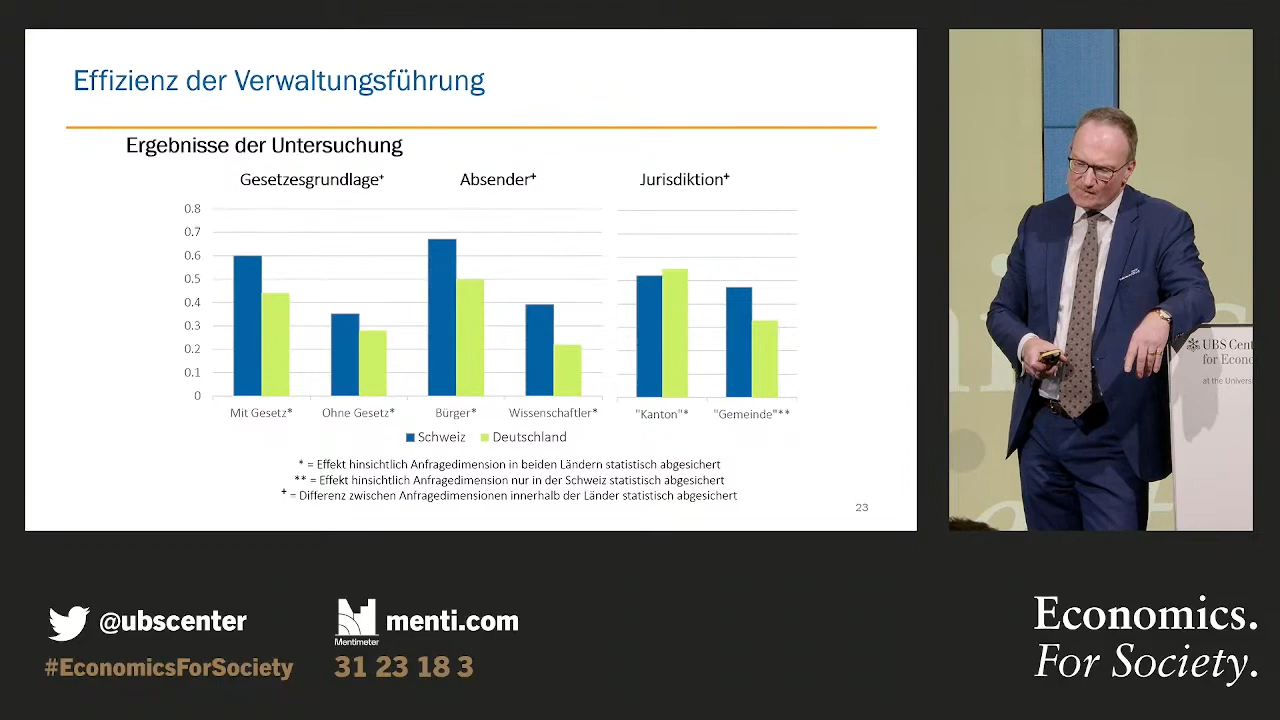 Effizienz der Verwaltungsführung
Ergebnisse der Untersuchung
Gesetzesgrundlage⁺ Absender⁺ Jurisdiktion⁺
0.8
0.7
0.6
0.5
0.4
0.3
0.2
0.1
0
Mit Gesetz* Ohne Gesetz* Bürger* Wissenschaftler* "Kanton"* "Gemeinde"**
Schweiz Deutschland
* = Effekt hinsichtlich Anfragedimension in beiden Ländern statistisch abgesichert
** = Effekt hinsichtlich Anfragedimension nur in der Schweiz statistisch abgesichert
⁺ = Differenz zwischen Anfragedimensionen innerhalb der Länder statistisch abgesichert
23
UBS Cent
for Econo
at the Univers
@ubscenter
#EconomicsForSociety
menti.com
Mentimeter
31 23 18 3
Economics.
For Society.